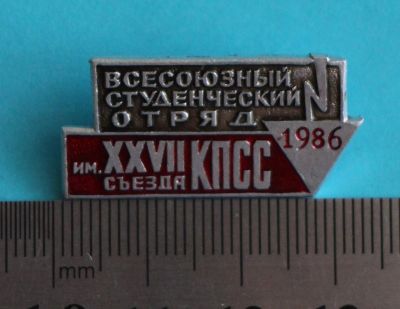 ВСЕСОЮЗНЫЙ
СТУДЕНЧЕСКИЙ
ОТРЯД
1986
ИМ. XXVII КПСС
СЪЕЗДА
mm